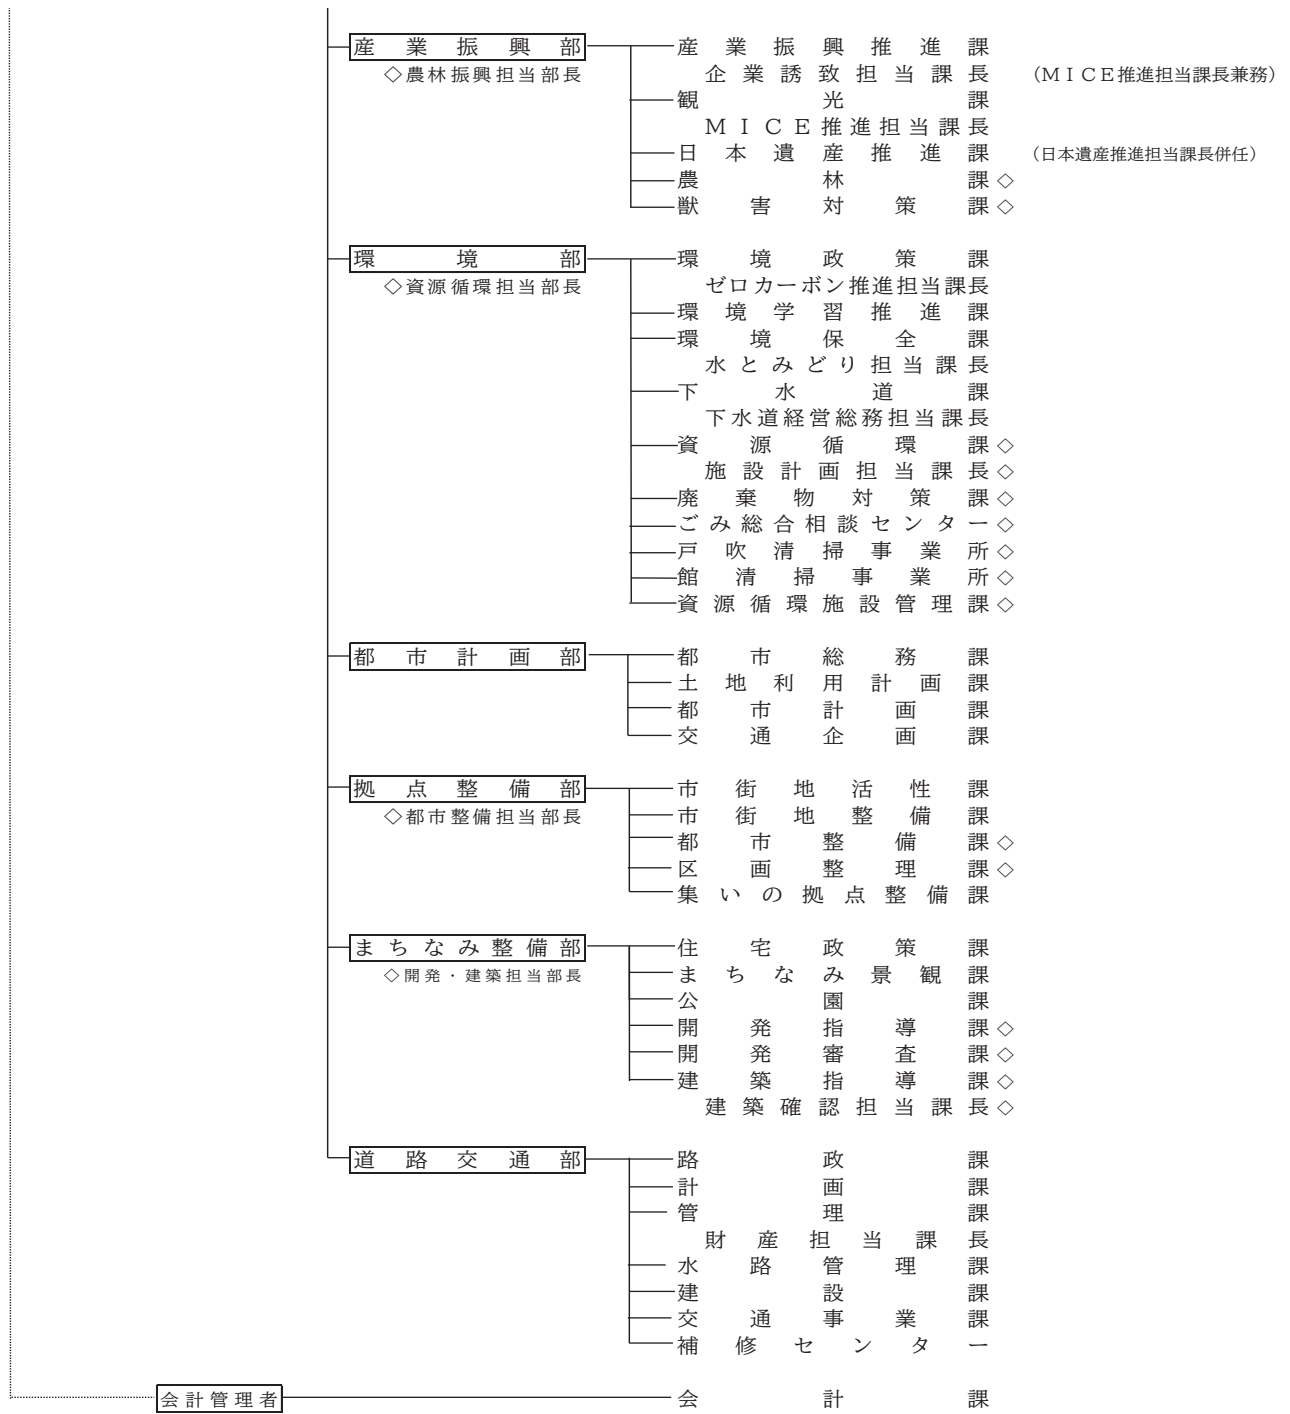 産業振興部 産業振興推進課
◇農林振興担当部長 企業誘致担当課長 （ＭＩＣＥ推進担当課長兼務）
観光課
ＭＩＣＥ推進担当課長
日本遺産推進課 （日本遺産推進担当課長併任）
農林課◇
獣害対策課◇
環境部 環境政策課
◇資源循環担当部長 ゼロカーボン推進担当課長
環境学習推進課
環境保全課
水とみどり担当課長
下水道課
下水道経営総務担当課長
資源循環課◇
施設計画担当課長◇
廃棄物対策課◇
ごみ総合相談センター◇
戸吹清掃事業所◇
館清掃事業所◇
資源循環施設管理課◇
都市計画部 都市総務課
土地利用計画課
都市計画課
交通企画課
拠点整備部 市街地活性課
◇都市整備担当部長 市街地整備課
都市整備課◇
区画整理課◇
集いの拠点整備課
まちなみ整備部 住宅政策課
◇開発・建築担当部長 まちなみ景観課
公園課
開発指導課◇
開発審査課◇
建築指導課◇
建築確認担当課長◇
道路交通部 路政課
計画課
管理課
財産担当課長
水路管理課
建設課
交通事業課
補修センター
会計管理者 会計課